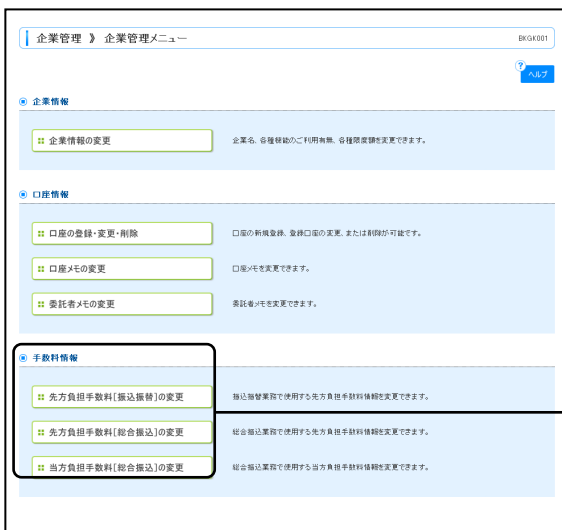 企業管理 》 企業管理メニュー
BKGK001
?
ヘルプ
企業情報
企業情報の変更
企業名、各種機能のご利用有無、各種限度額を変更できます。
口座情報
口座の登録・変更・削除
口座の新規登録、登録口座の変更、または削除が可能です。
口座メモの変更
口座メモを変更できます。
委託者メモの変更
委託者メモを変更できます。
手数料情報
先方負担手数料[振込振替]の変更
振込振替業務で使用する先方負担手数料情報を変更できます。
先方負担手数料[総合振込]の変更
総合振込業務で使用する先方負担手数料情報を変更できます。
当方負担手数料[総合振込]の変更
総合振込業務で使用する当方負担手数料情報を変更できます。